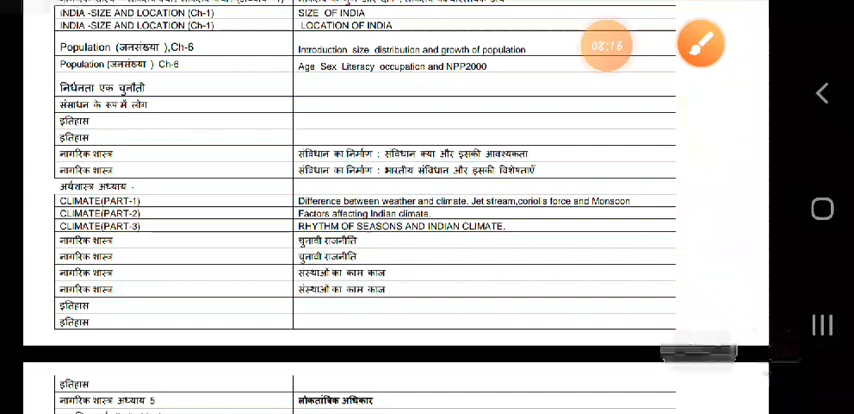 INDIA -SIZE AND LOCATION (Ch-1) SIZE OF INDIA
INDIA -SIZE AND LOCATION (Ch-1) LOCATION OF INDIA
Population (जनसंख्या ),Ch-6 Introduction size distribution and growth of population
Population (जनसंख्या ) Ch-6 Age Sex Literacy occupation and NPP2000
निर्धनता एक चुनौती
संसाधन के रूप में लोग
इतिहास
इतिहास
नागरिक शास्त्र संविधान का निर्माण : संविधान क्या और इसकी आवश्यकता
नागरिक शास्त्र संविधान का निर्माण : भारतीय संविधान और इसकी विशेषताएँ
अर्थशास्त्र अध्याय -
CLIMATE(PART-1) Difference between weather and climate. Jet stream,coriolis force and Monsoon
CLIMATE(PART-2) Factors affecting Indian climate.
CLIMATE(PART-3) RHYTHM OF SEASONS AND INDIAN CLIMATE.
नागरिक शास्त्र चुनावी राजनीति
नागरिक शास्त्र चुनावी राजनीति
नागरिक शास्त्र संस्थाओं का काम काज
नागरिक शास्त्र संस्थाओं का काम काज
इतिहास
इतिहास
इतिहास
नागरिक शास्त्र अध्याय 5 लोकतांत्रिक अधिकार
08:16